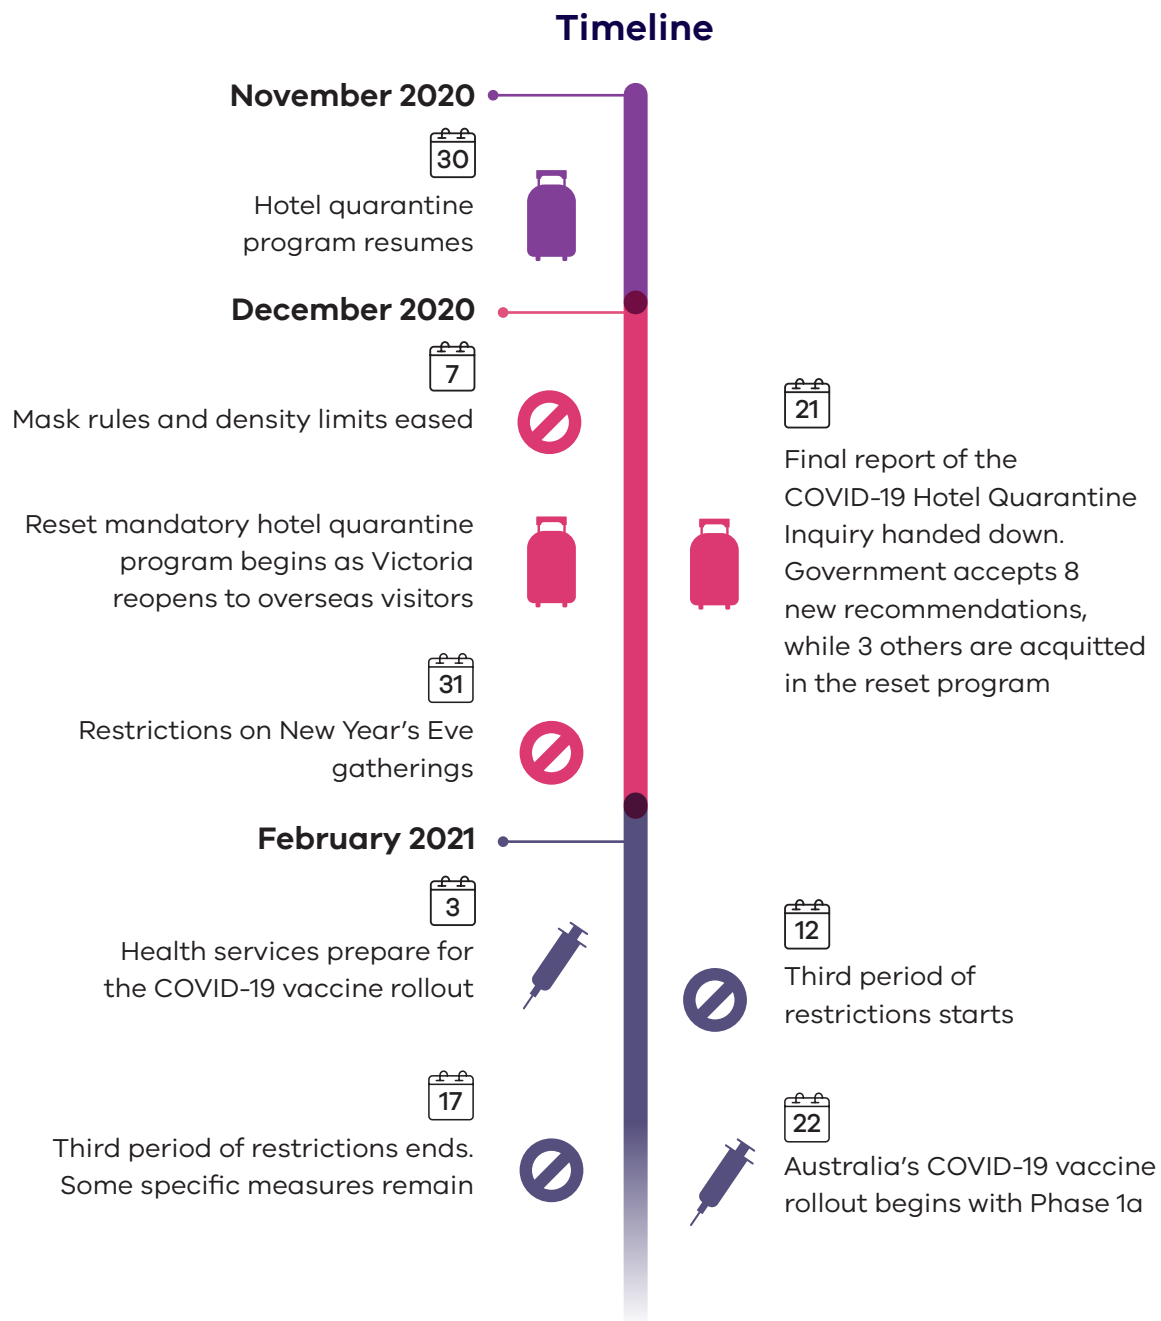 Timeline
November 2020
30
Hotel quarantine
program resumes
December 2020
7
Mask rules and density limits eased
Reset mandatory hotel quarantine
program begins as Victoria
reopens to overseas visitors
21
Final report of the
COVID-19 Hotel Quarantine
Inquiry handed down.
Government accepts 8
new recommendations,
while 3 others are acquitted
in the reset program
31
Restrictions on New Year’s Eve
gatherings
February 2021
3
Health services prepare for
the COVID-19 vaccine rollout
12
Third period of
restrictions starts
17
Third period of restrictions ends.
Some specific measures remain
22
Australia’s COVID-19 vaccine
rollout begins with Phase 1a